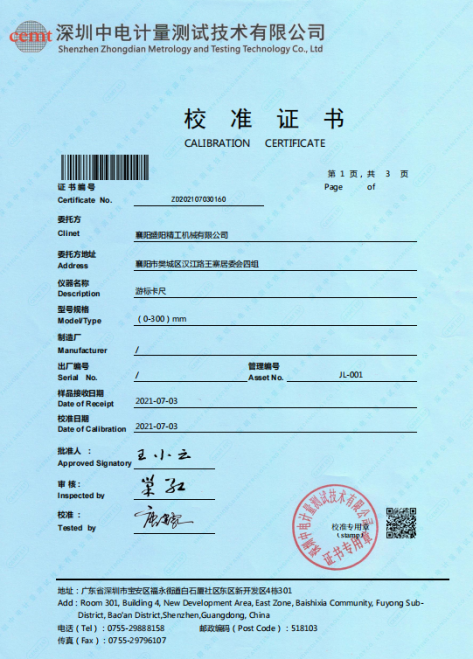 cemt 深圳中电计量测试技术有限公司
Shenzhen Zhongdian Metrology and Testing Technology Co., Ltd
校 准 证 书
CALIBRATION CERTIFICATE
第 1 页, 共 3 页
Page of
证书编号
Certificate No. Z0202107030160
委托方
Clinet 襄阳盛阳精工机械有限公司
委托方地址
Address 襄阳市樊城区汉江路王寨居委会四组
仪器名称
Description 游标卡尺
型号规格
Model/Type (0-300)mm
制造厂
Manufacturer /
出厂编号 管理编号
Serial No. / Asset No. JL-001
样品接收日期
Date of Receipt 2021-07-03
校准日期
Date of Calibration 2021-07-03
批准人 :
Approved Signatory 王小云
审 核:
Inspected by
校准 :
Tested by
深圳中电计量测试技术有限公司
校准专用章
(stamp)
证书专用章
地址:广东省深圳市宝安区福永街道白石厦社区东区新开发区4栋301
Add : Room 301, Building 4, New Development Area, East Zone, Baishixia Community, Fuyong Sub-
District, Bao'an District,Shenzhen,Guangdong, China
电话 (Tel) : 0755-29888158 邮政编码 (Post Code) : 518103
传真 (Fax) : 0755-29796107